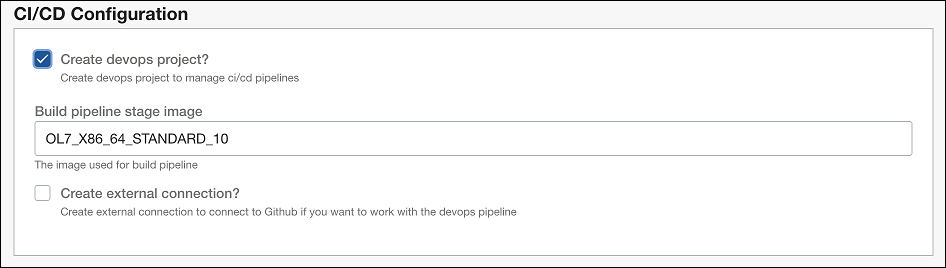 CI/CD Configuration
Create devops project?
Create devops project to manage ci/cd pipelines
Build pipeline stage image
OL7_X86_64_STANDARD_10
The image used for build pipeline
Create external connection?
Create external connection to connect to Github if you want to work with the devops pipeline